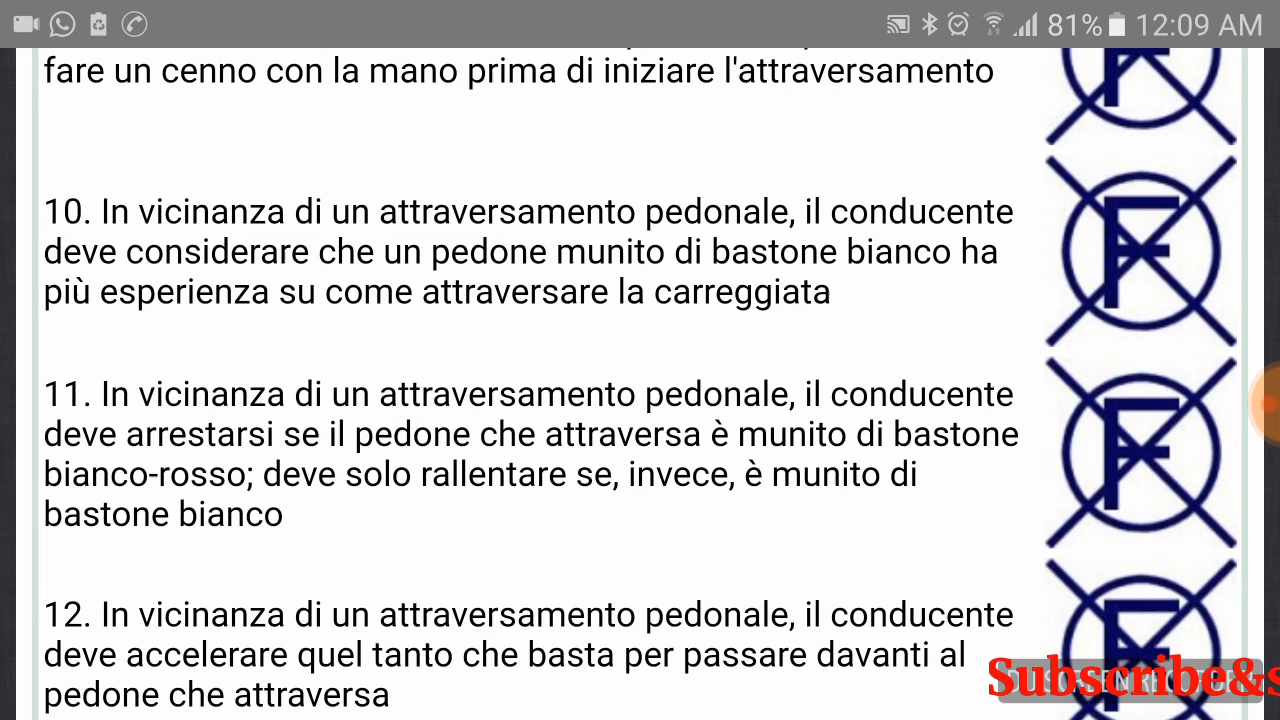 81% 12:09 AM
fare un cenno con la mano prima di iniziare l'attraversamento
F
10. In vicinanza di un attraversamento pedonale, il conducente
deve considerare che un pedone munito di bastone bianco ha
più esperienza su come attraversare la carreggiata
F
11. In vicinanza di un attraversamento pedonale, il conducente
deve arrestarsi se il pedone che attraversa è munito di bastone
bianco-rosso; deve solo rallentare se, invece, è munito di
bastone bianco
F
12. In vicinanza di un attraversamento pedonale, il conducente
deve accelerare quel tanto che basta per passare davanti al
pedone che attraversa
F
Subscribe&s